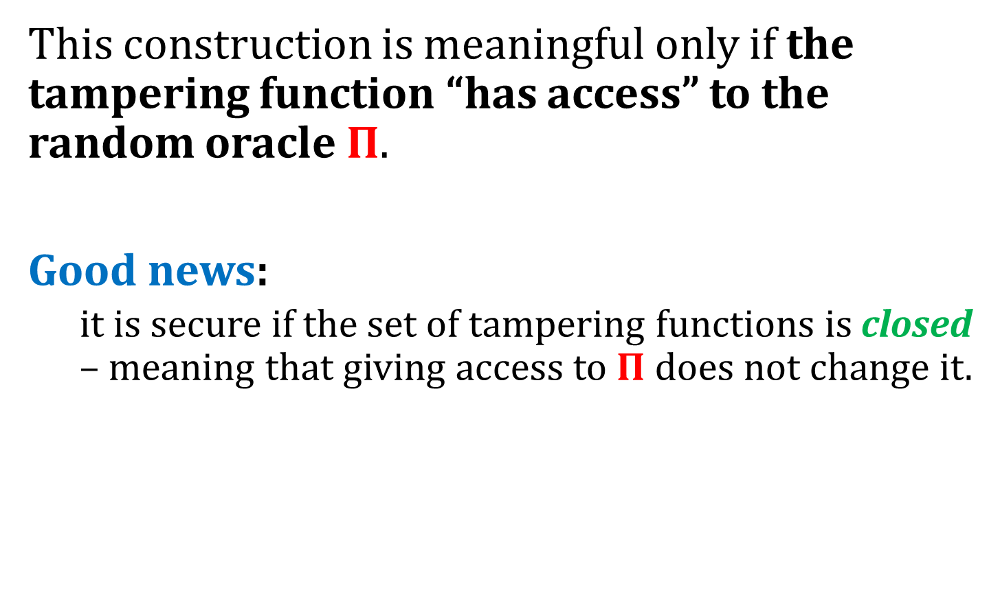 This construction is meaningful only if the
tampering function “has access” to the
random oracle Π.
Good news:
it is secure if the set of tampering functions is closed
– meaning that giving access to Π does not change it.